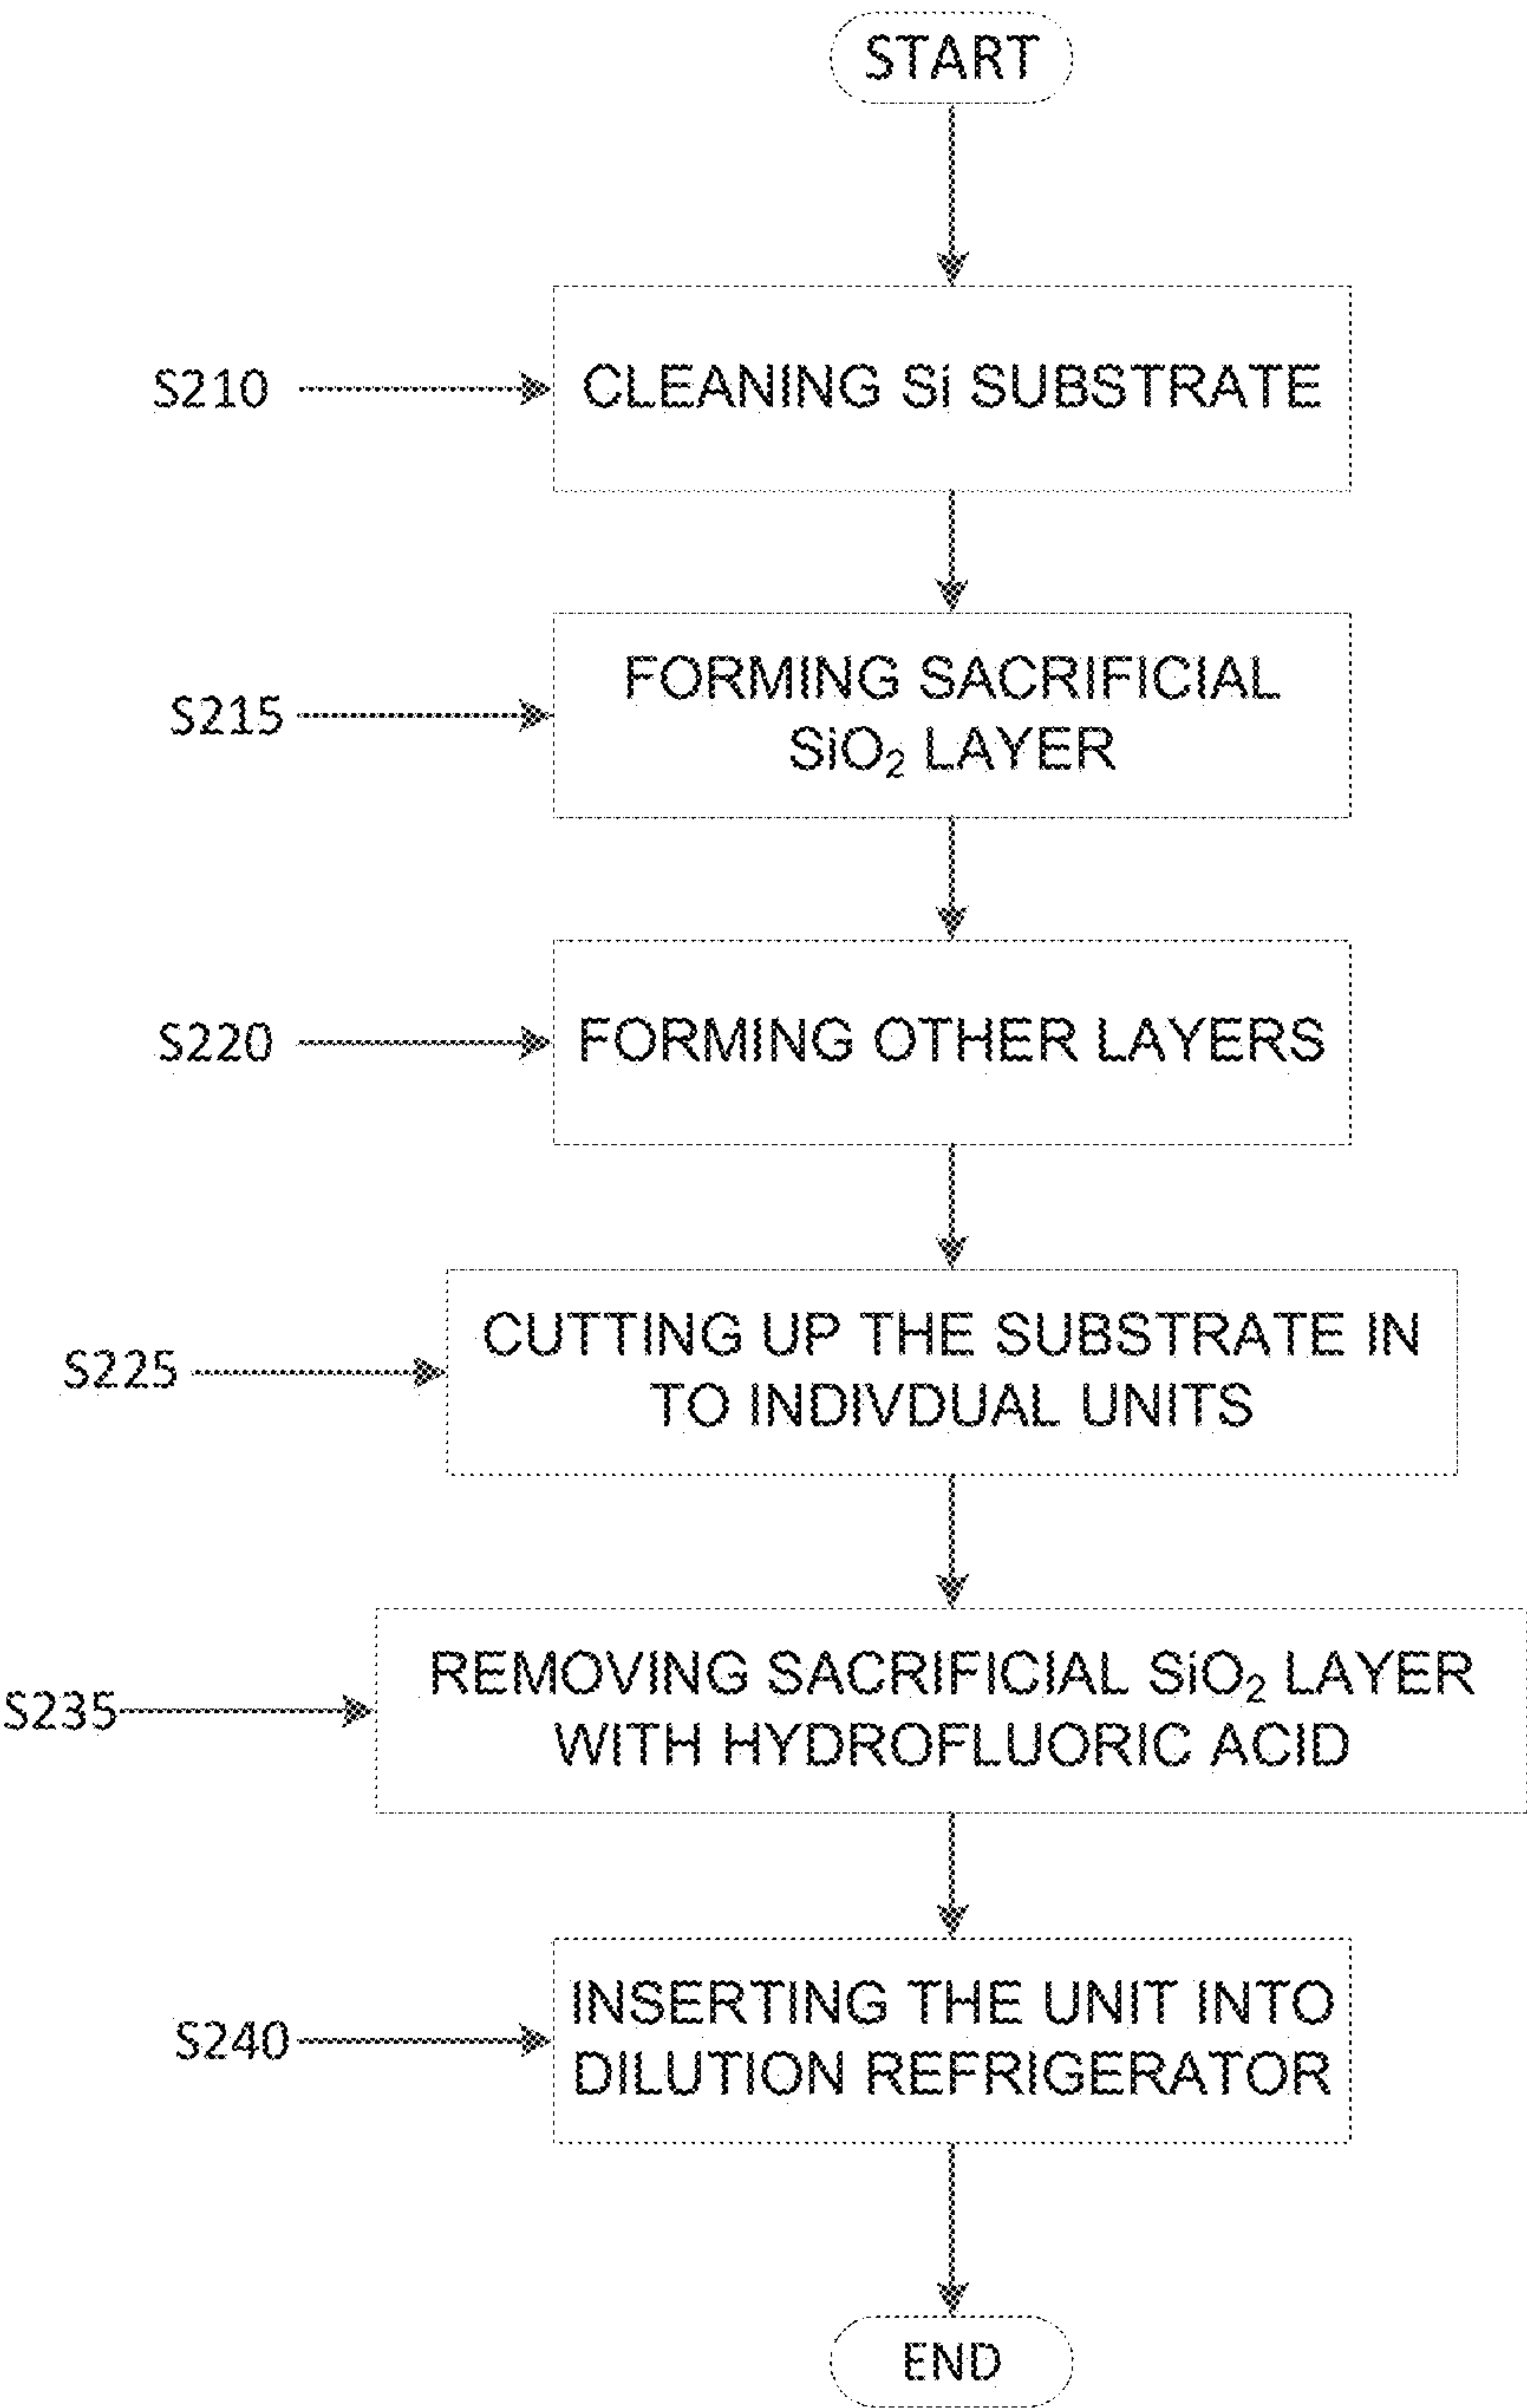 START
S210
CLEANING Si SUBSTRATE
S215
FORMING SACRIFICIAL
SiO₂ LAYER
S220
FORMING OTHER LAYERS
S225
CUTTING UP THE SUBSTRATE IN
TO INDIVDUAL UNITS
S235
REMOVING SACRIFICIAL SiO₂ LAYER
WITH HYDROFLUORIC ACID
S240
INSERTING THE UNIT INTO
DILUTION REFRIGERATOR
END